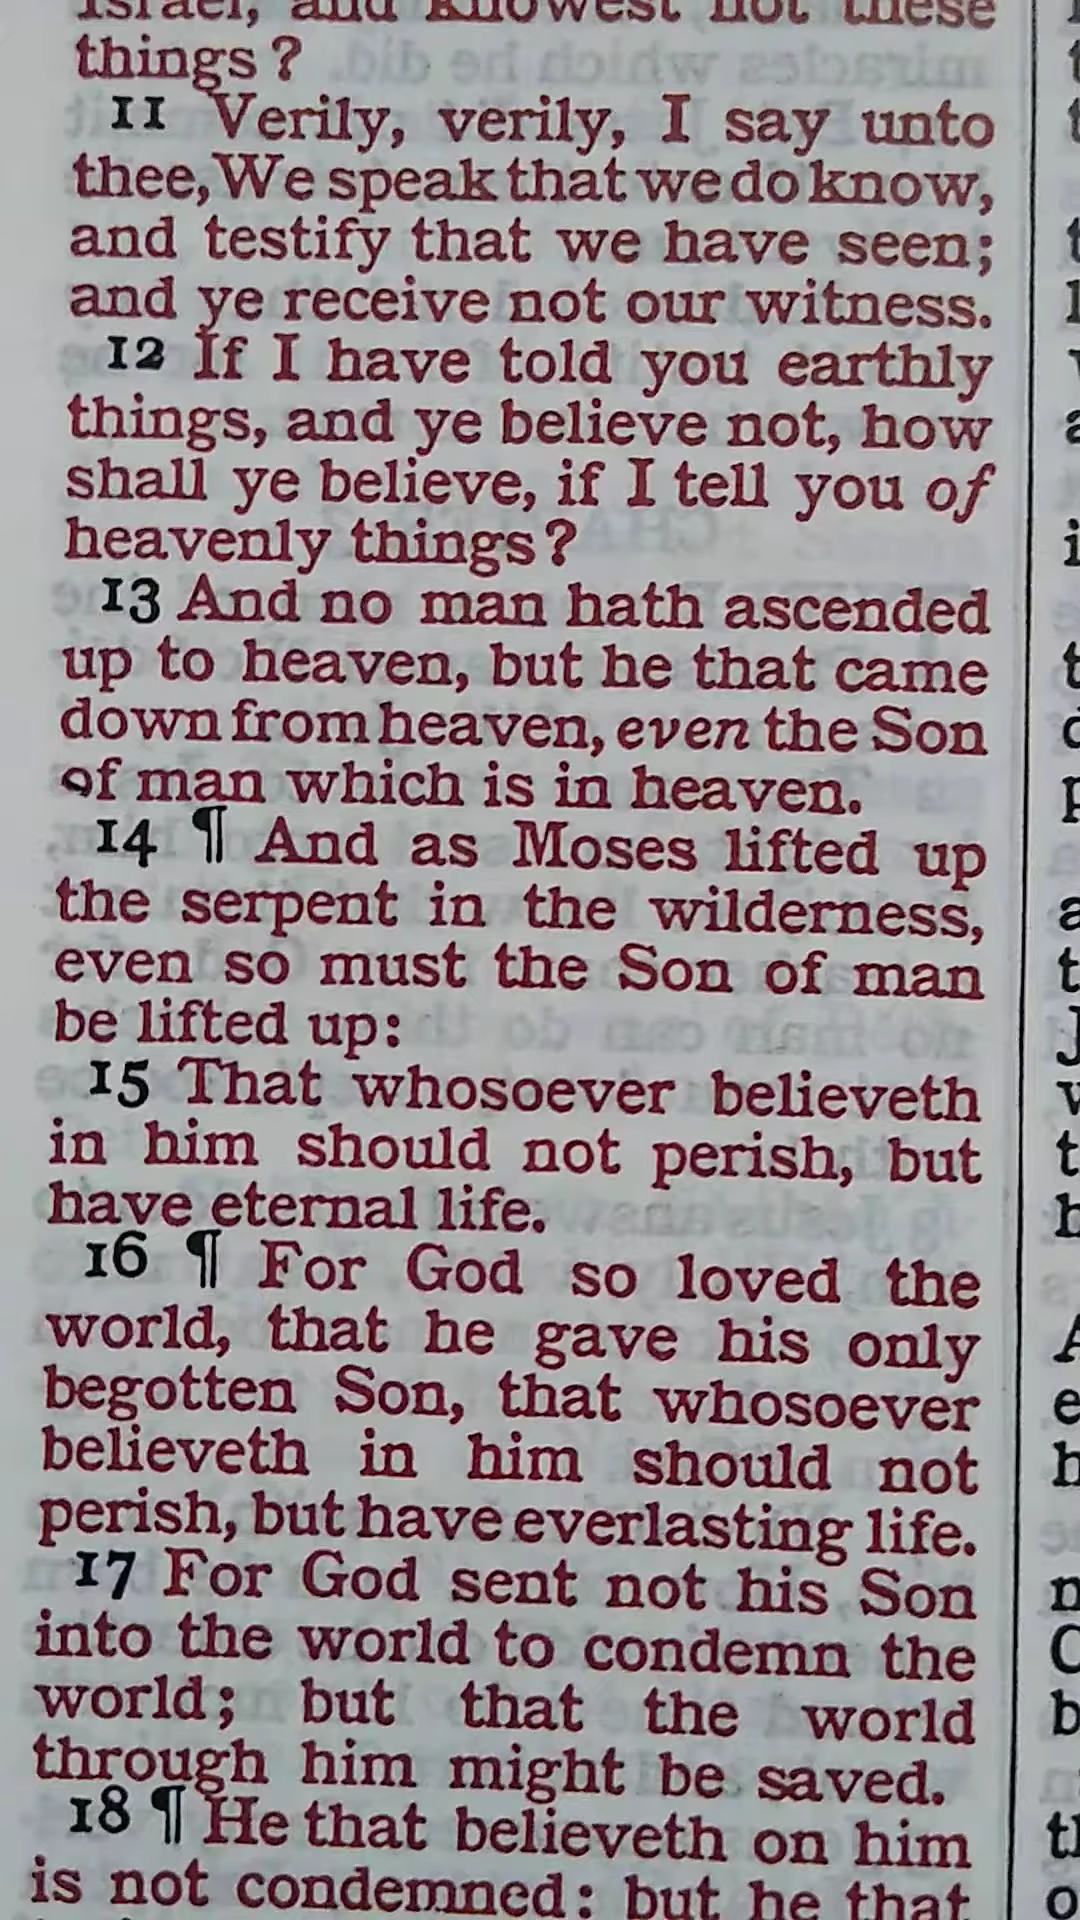 Israel, and knowest not these
things?
11 Verily, verily, I say unto
thee, We speak that we do know,
and testify that we have seen;
and ye receive not our witness.
12 If I have told you earthly
things, and ye believe not, how
shall ye believe, if I tell you of
heavenly things?
13 And no man hath ascended
up to heaven, but he that came
down from heaven, even the Son
of man which is in heaven.
14 ¶ And as Moses lifted up
the serpent in the wilderness,
even so must the Son of man
be lifted up:
15 That whosoever believeth
in him should not perish, but
have eternal life.
16 ¶ For God so loved the
world, that he gave his only
begotten Son, that whosoever
believeth in him should not
perish, but have everlasting life.
17 For God sent not his Son
into the world to condemn the
world; but that the world
through him might be saved.
18 ¶ He that believeth on him
is not condemned: but he that